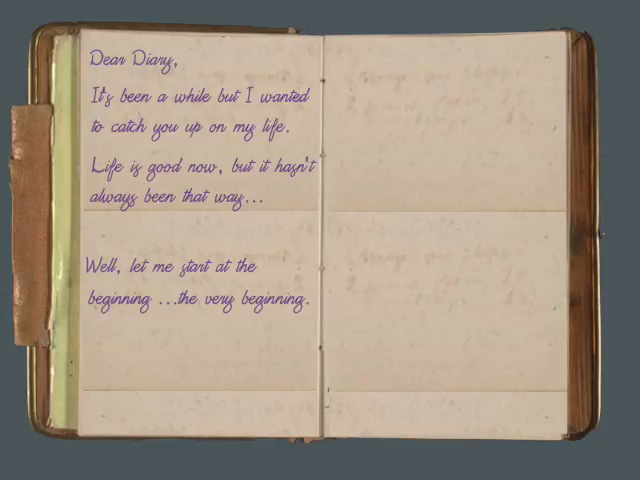 Dear Diary,
It's been a while but I wanted
to catch you up on my life.
Life is good now, but it hasn't
always been that way...
Well, let me start at the
beginning ...the very beginning.